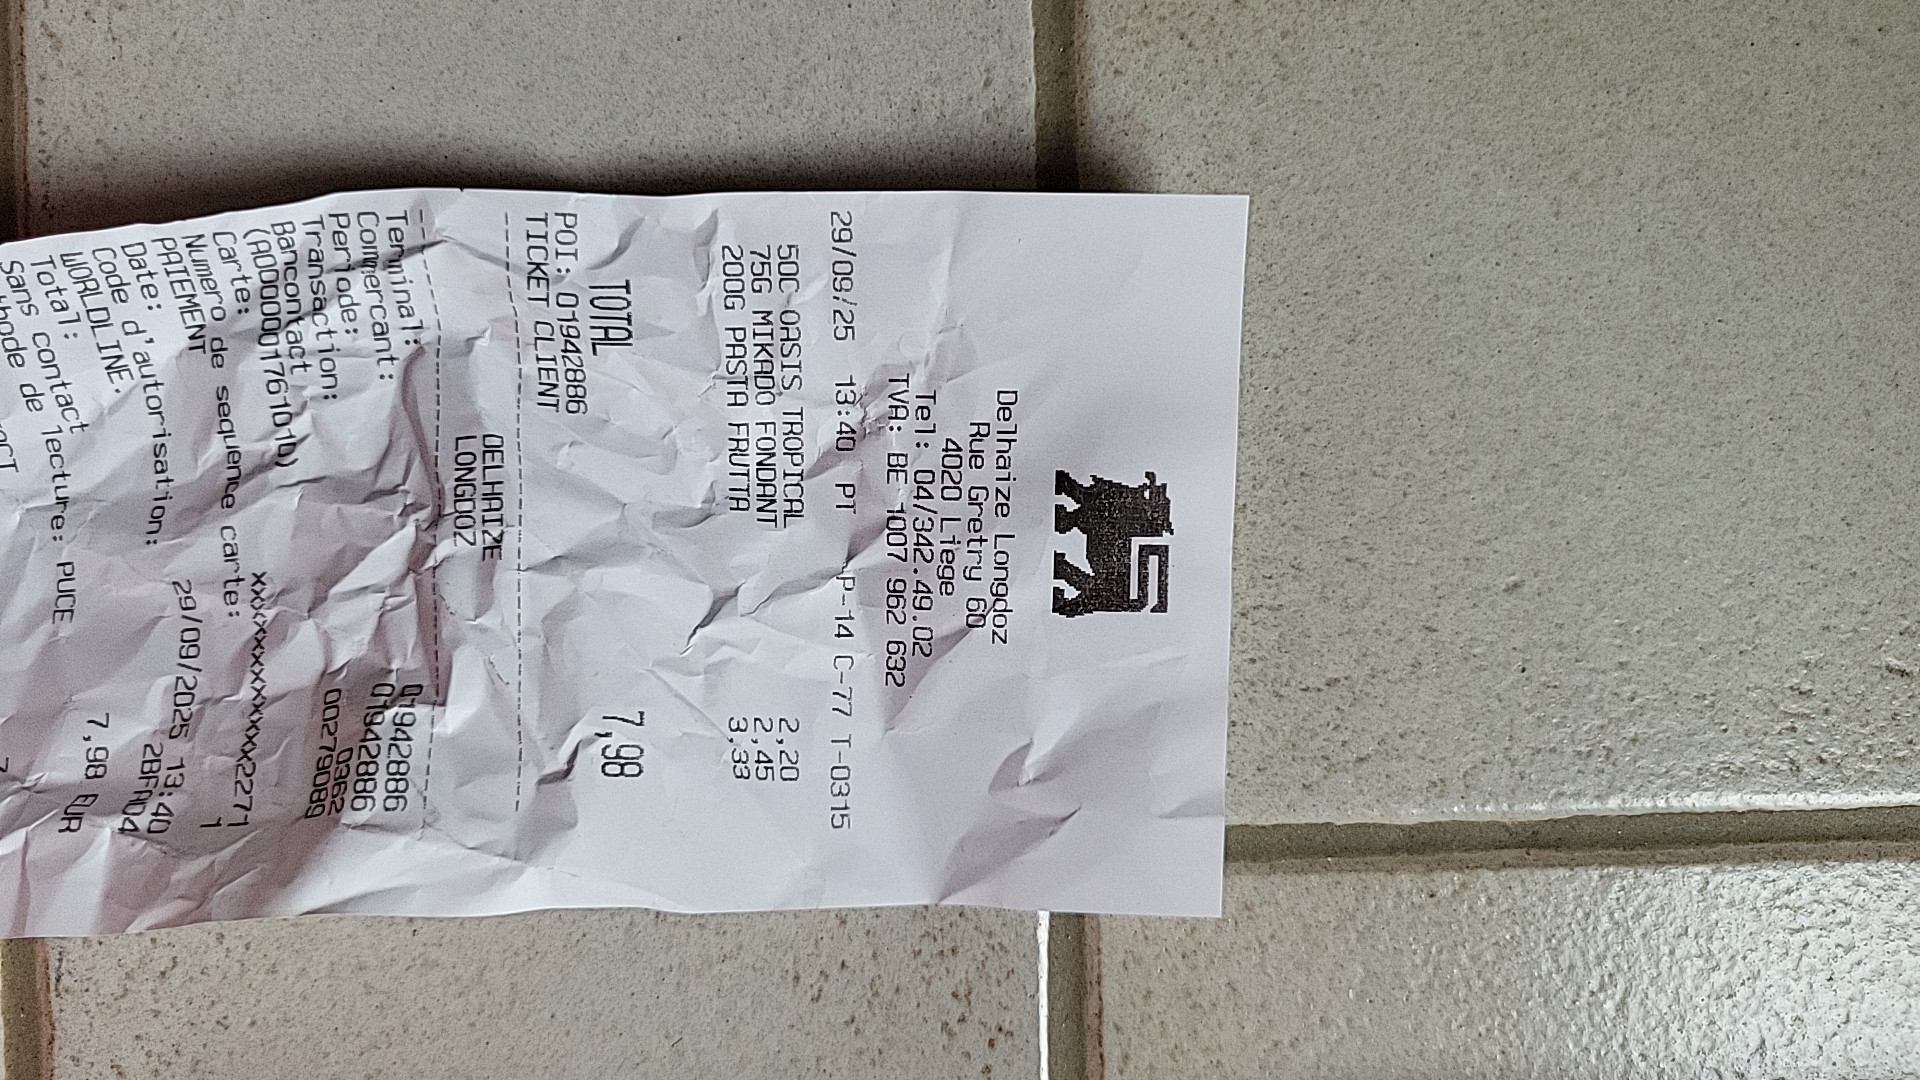 Delhaize Longdoz
Rue Gretry 60
4020 Liege
Tel: 04/342.49.02
TVA: BE 1007 962 632
29/09/25 13:40 PT P-14 C-77 T-0315
50C OASIS TROPICAL 2,20
75G MIKADO FONDANT 2,45
200G PASTA FRUTTA 3,33
TOTAL 7,98
POI: 01942886
TICKET CLIENT
DELHAIZE
LONGDOZ
Terminal: 01942886
Commercant: 01942886
Periode: 0362
Transaction: 00279089
Bancontact
(A0000001761010)
Carte: xxxxxxxxxxxxx2271
Numero de sequence carte: 1
PAIEMENT
Date: 29/09/2025 13:40
Code d'autorisation: 2BFA04
WORLDLINE.
Total: 7,98 EUR
Sans contact
de lecture: PUCE